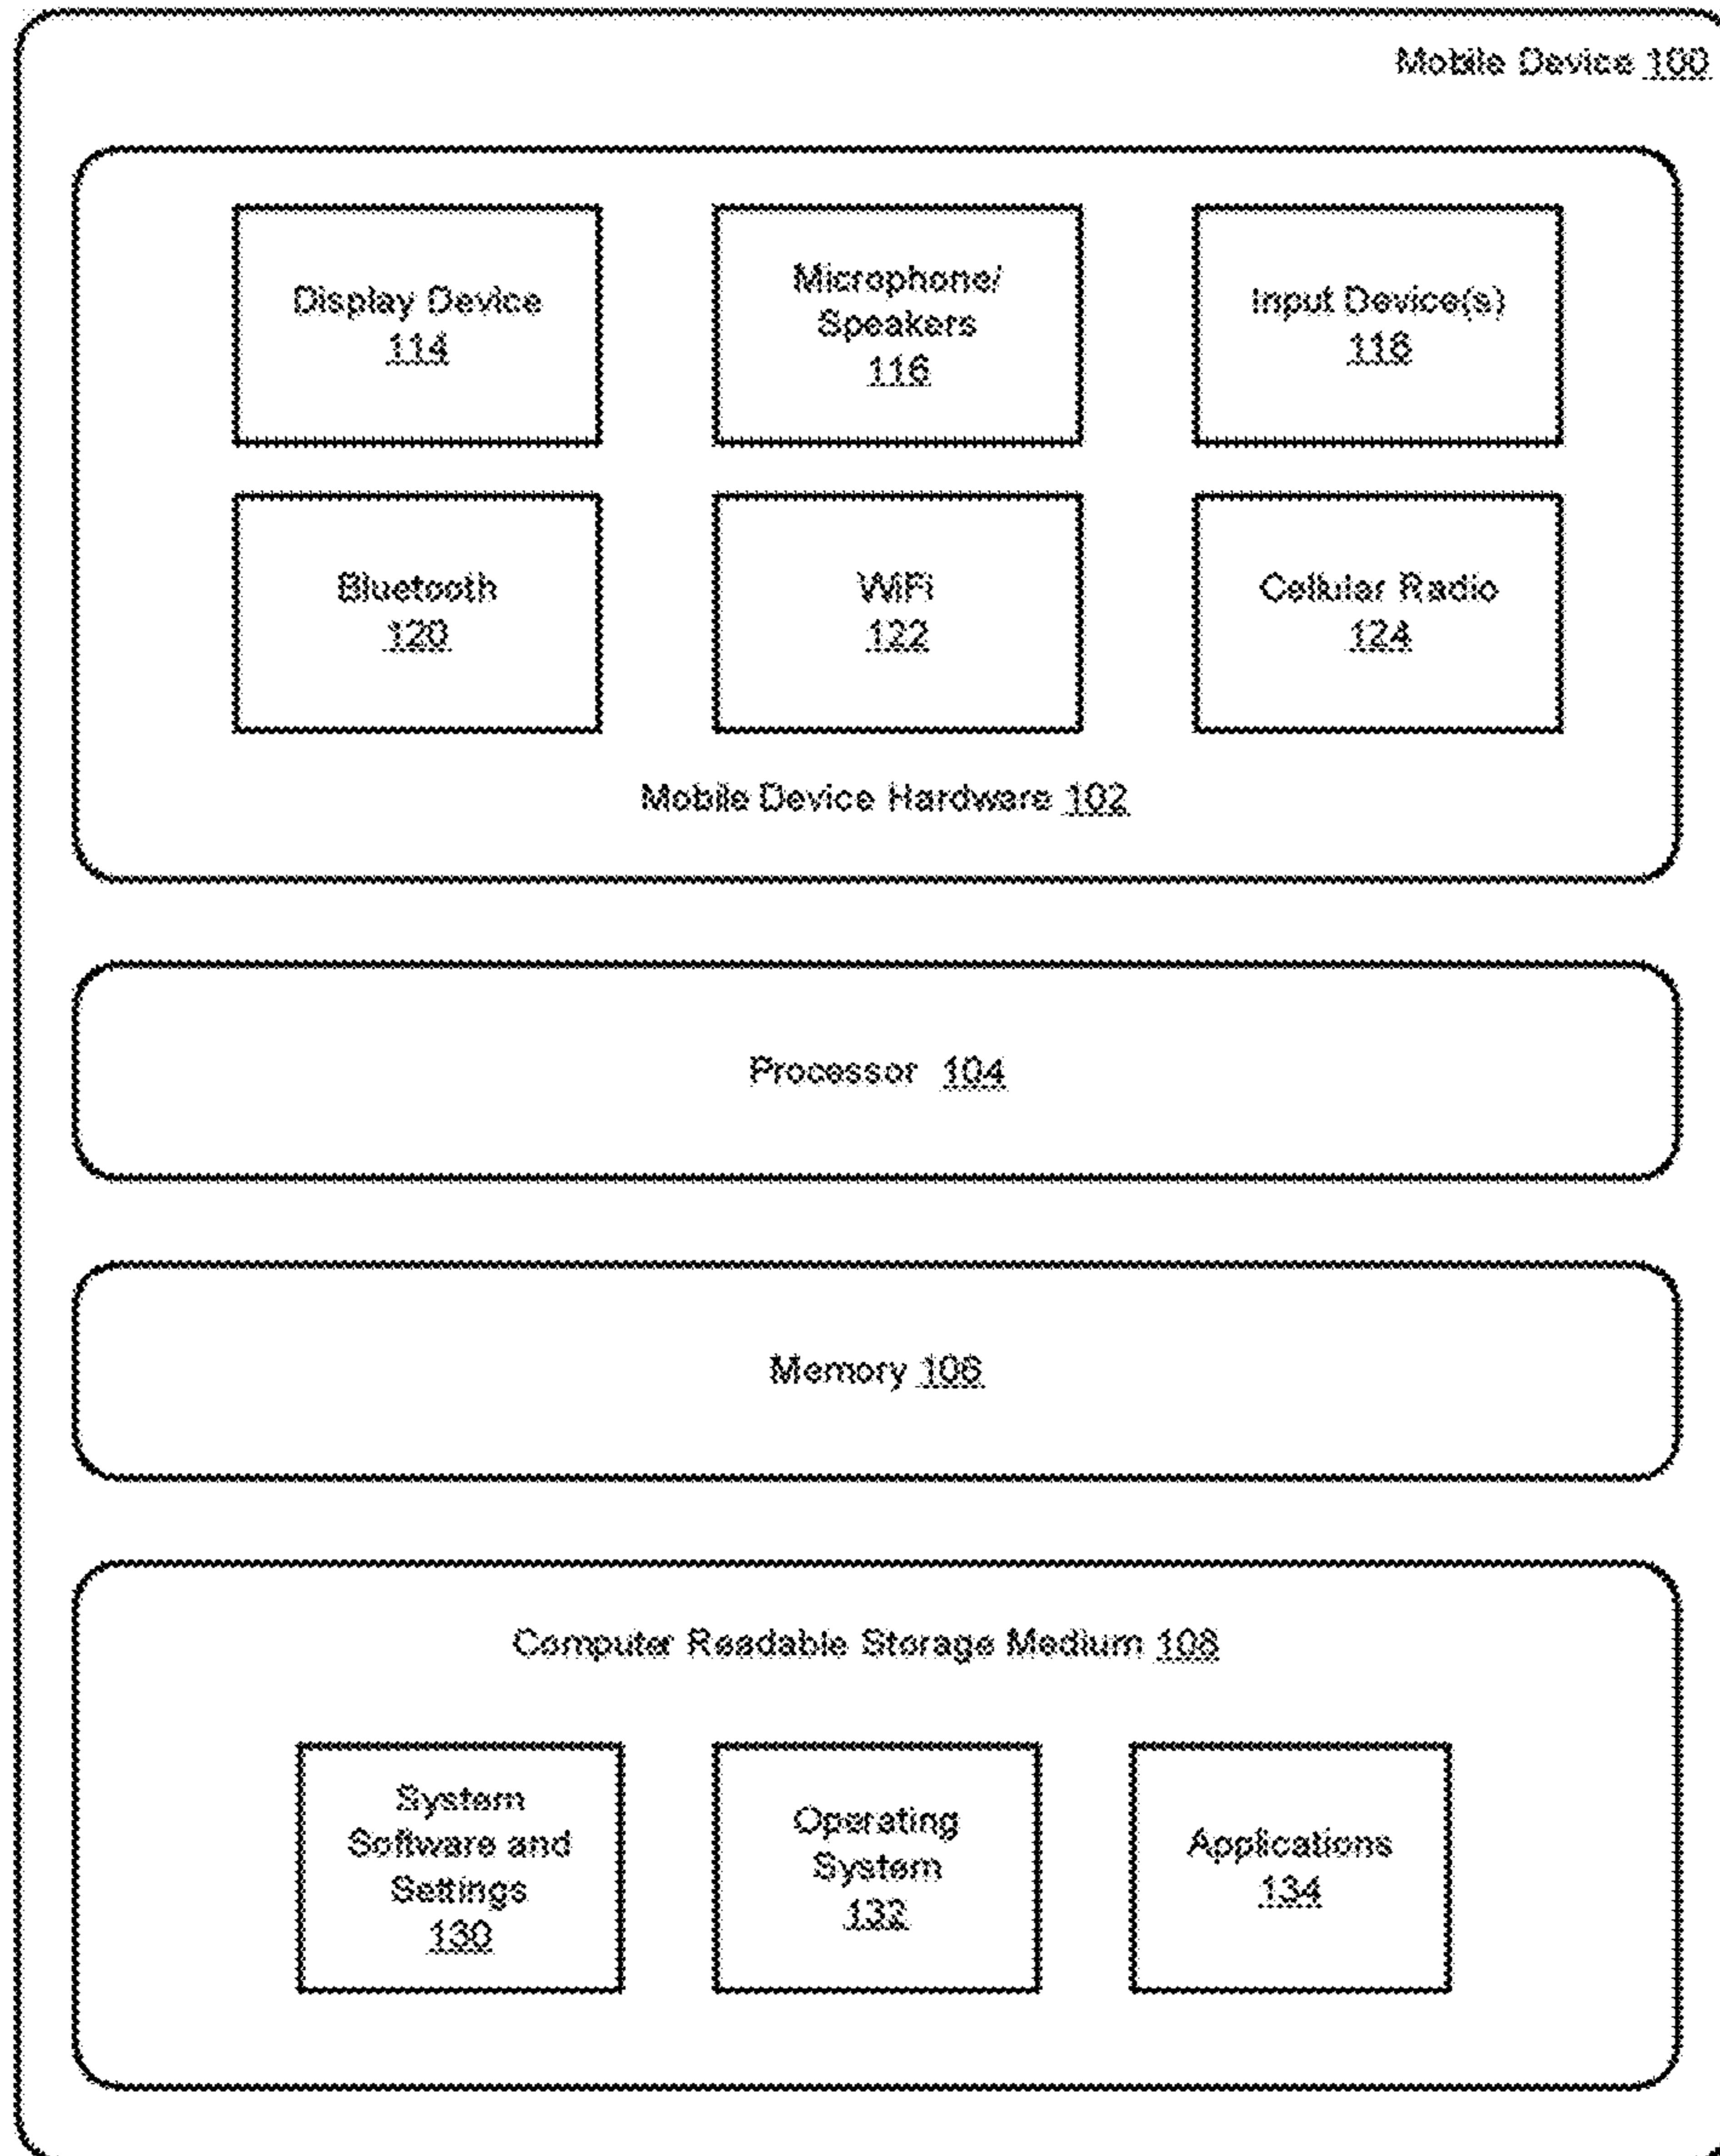 Mobile Device 100
Display Device
114
Microphone/
Speakers
116
Input Device(s)
118
Bluetooth
120
WiFi
122
Cellular Radio
124
Mobile Device Hardware 102
Processor 104
Memory 106
Computer Readable Storage Medium 108
System
Software and
Settings
130
Operating
System
132
Applications
134